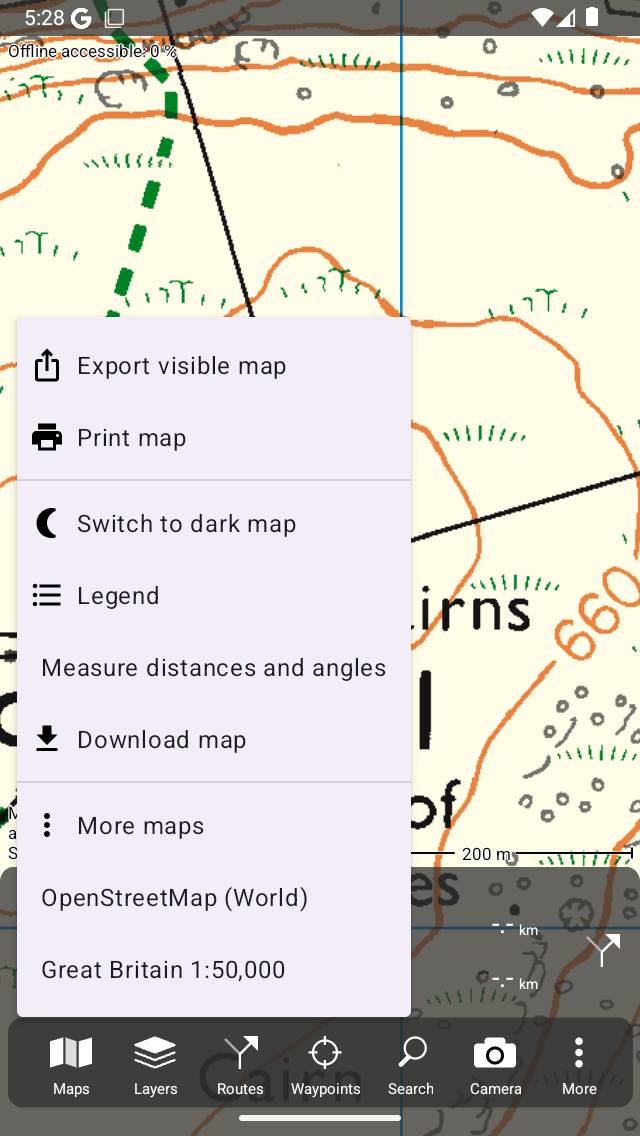 5:28
Offline accessible: 0 %
Export visible map
Print map
Switch to dark map
Legend
irns
660
Measure distances and angles
Download map
of
More maps
200 m
es
OpenStreetMap (World)
-.- km
Great Britain 1:50,000
-.- km
Cairn
Maps
Layers
Routes
Waypoints
Search
Camera
More